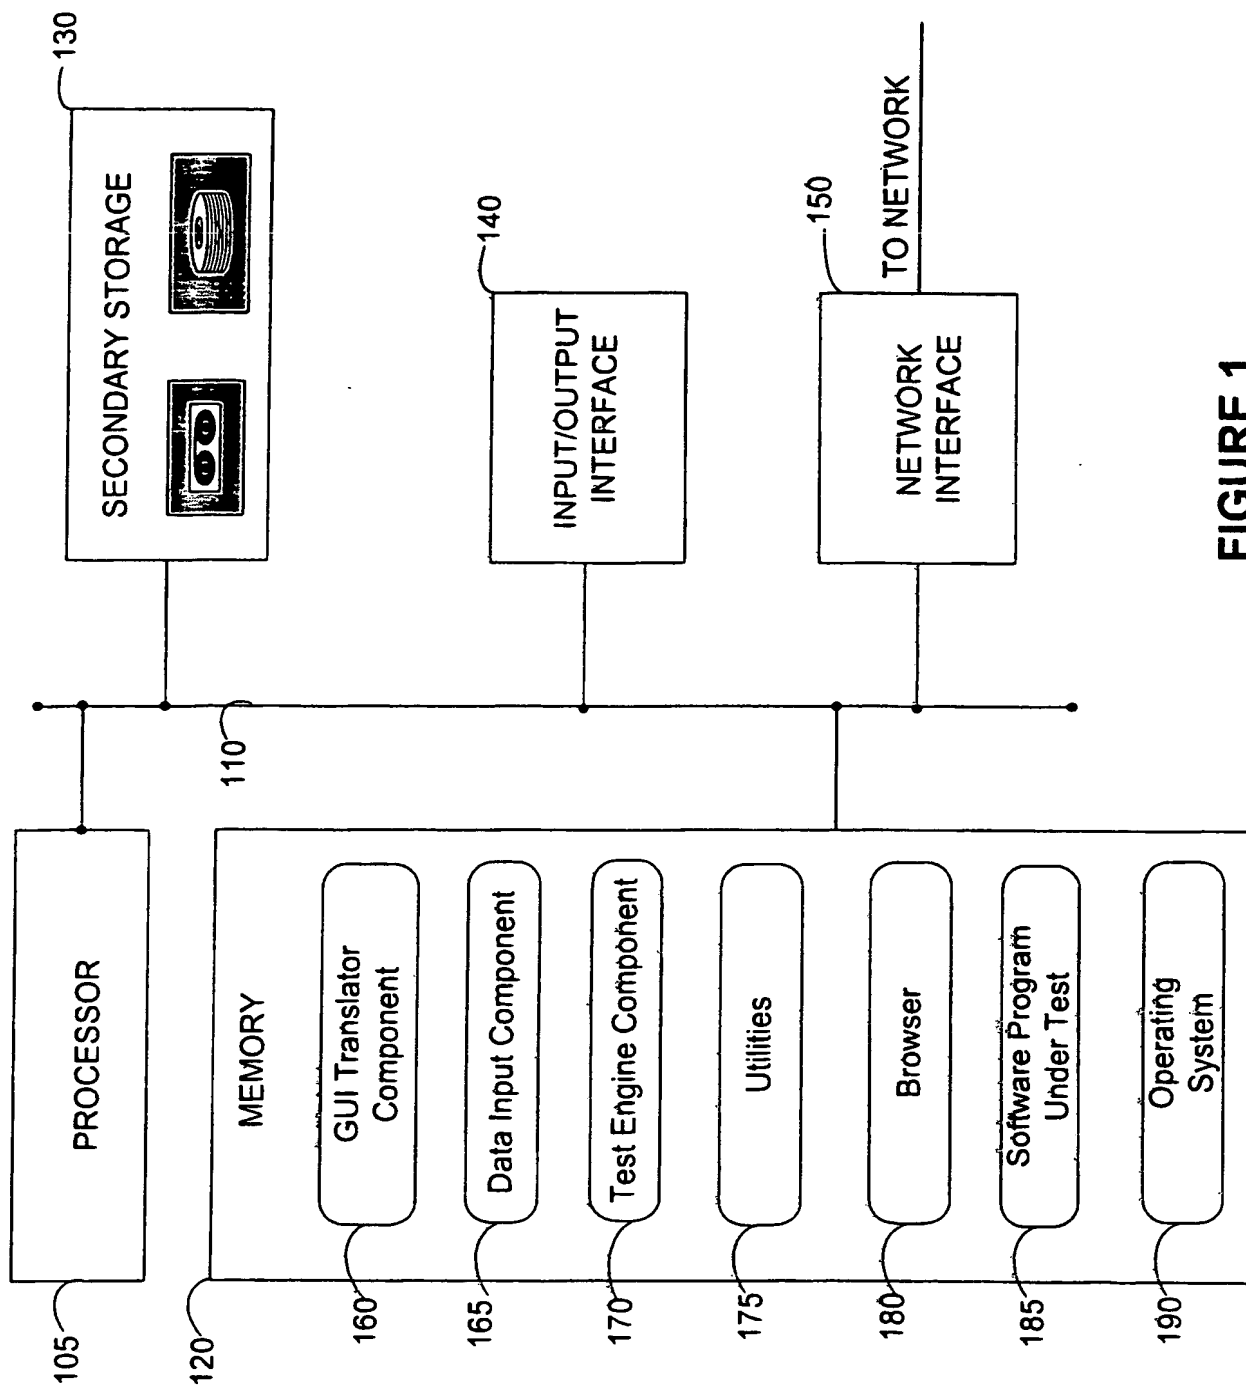 105
PROCESSOR
120
MEMORY
160
GUI Translator
Component
165
Data Input Component
170
Test Engine Component
175
Utilities
180
Browser
185
Software Program
Under Test
190
Operating
System
110
130
SECONDARY STORAGE
140
INPUT/OUTPUT
INTERFACE
150
NETWORK
INTERFACE
TO NETWORK
FIGURE 1